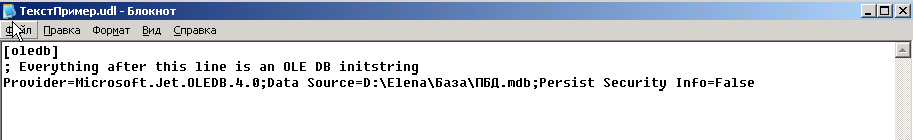 ТекстПример.udl - Блокнот
Файл Правка Формат Вид Справка
[oledb]
; Everything after this line is an OLE DB initstring
Provider=Microsoft.Jet.OLEDB.4.0;Data Source=D:\Elena\База\ПБД.mdb;Persist Security Info=False